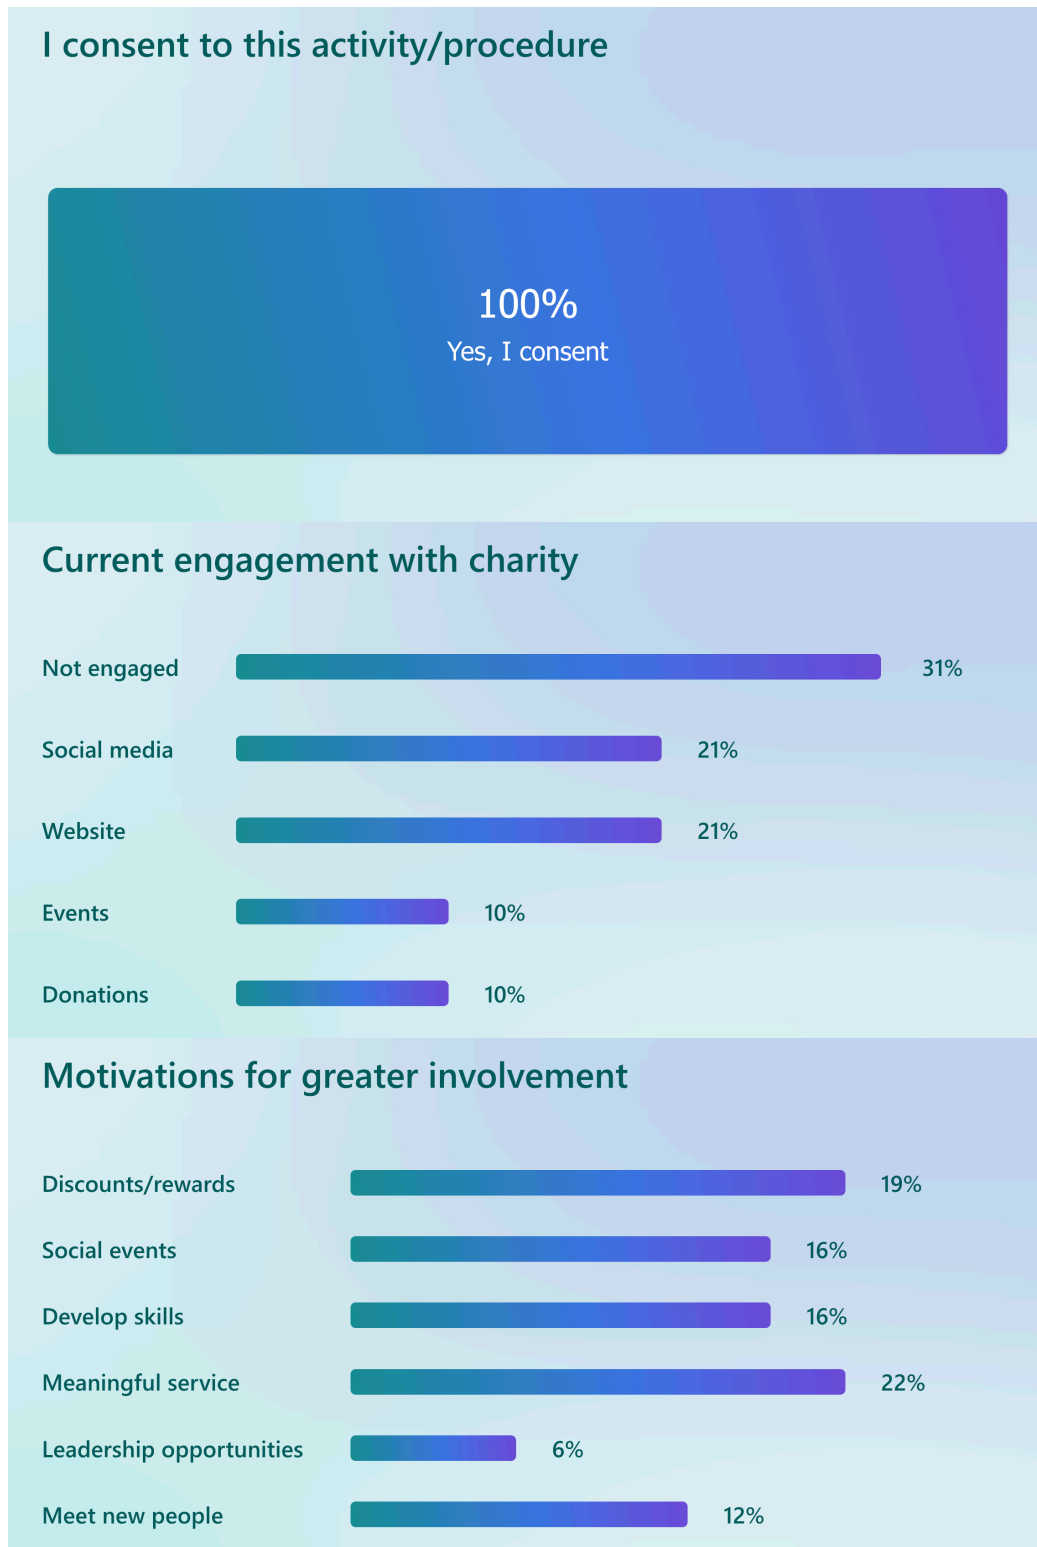 I consent to this activity/procedure
100%
Yes, I consent
Current engagement with charity
Not engaged 31%
Social media 21%
Website 21%
Events 10%
Donations 10%
Motivations for greater involvement
Discounts/rewards 19%
Social events 16%
Develop skills 16%
Meaningful service 22%
Leadership opportunities 6%
Meet new people 12%